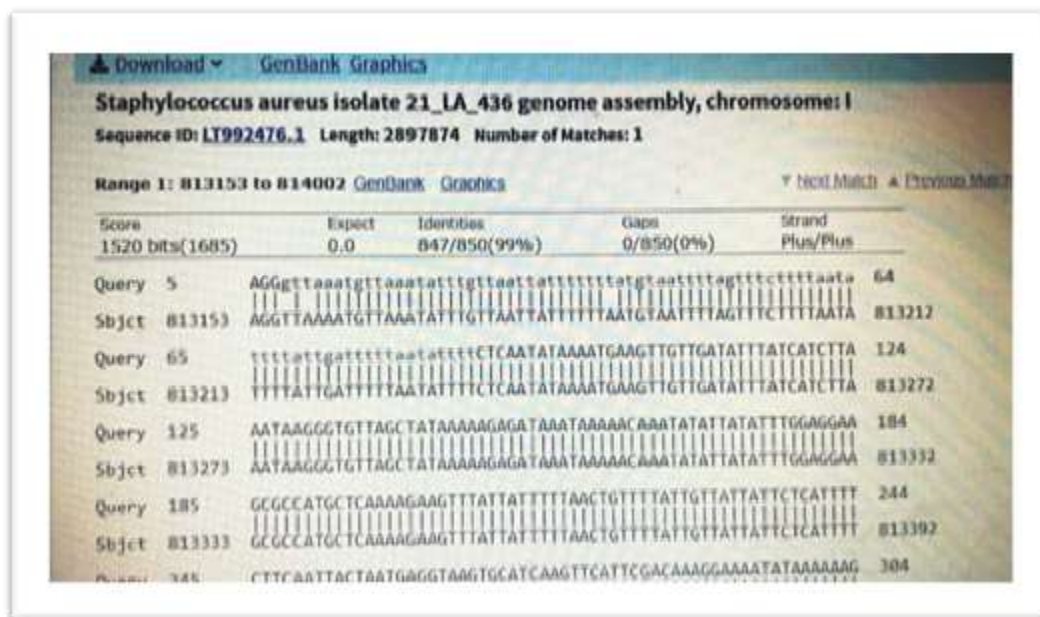 Download GenBank Graphics
Staphylococcus aureus isolate 21_LA_436 genome assembly, chromosome: I
Sequence ID: LT992476.1 Length: 2897874 Number of Matches: 1
Range 1: 813153 to 814002 GenBank Graphics Next Match Previous Match
Score Expect Identities Gaps Strand
1520 bits(1685) 0.0 847/850(99%) 0/850(0%) Plus/Plus
Query 5 AGGgttaaatgttaaatatttgttaattattttttttatgtaattttagtttcttttaata 64
Sbjct 813153 AGGTTAAAATGTTAAATATTTGTTAATTATTTTTTAATGTAATTTTAGTTTCTTTTAATA 813212
Query 65 ttttattgatttttaatattttCTCAATATAAAATGAAGTTGTTGATATTTATCATCTTA 124
Sbjct 813213 TTTTATTGATTTTTAATATTTTCTCAATATAAAATGAAGTTGTTGATATTTATCATCTTA 813272
Query 125 AATAAGGGTGTTAGCTATAAAAAGAGATAAATAAAAACAAATATATTATATTTGGAGGAA 184
Sbjct 813273 AATAAGGGTGTTAGCTATAAAAAGAGATAAATAAAAACAAATATATTATATTTGGAGGAA 813332
Query 185 GCGCCATGCTCAAAAGAAGTTTATTATTTTTAACTGTTTTATTGTTATTATTCTCATTTT 244
Sbjct 813333 GCGCCATGCTCAAAAGAAGTTTATTATTTTTAACTGTTTTATTGTTATTATTCTCATTTT 813392
CTTCAATTACTAATGAGGTAAGTGCATCAAGTTCATTCGACAAAGGAAAATATAAAAAAG 304